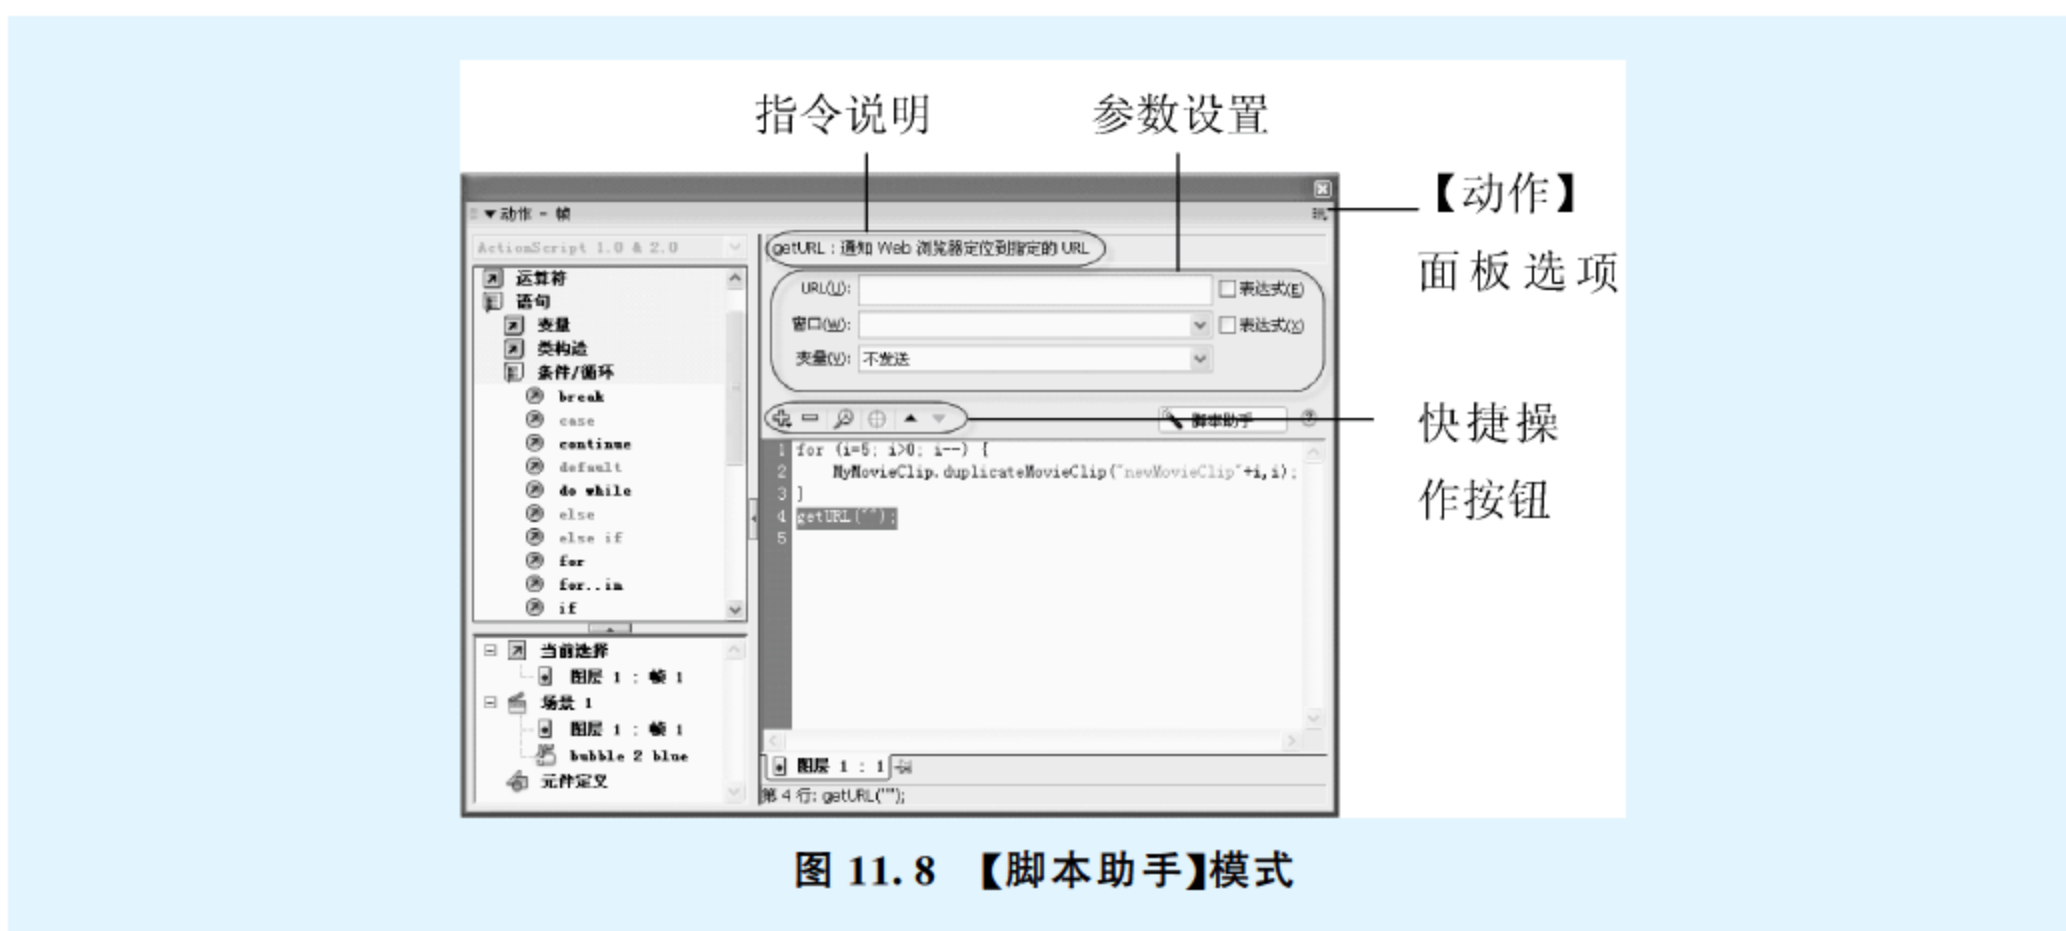 指令说明
参数设置
【动作】
面板选项
▼动作 - 帧
ActionScript 1.0 & 2.0
运算符
语句
变量
类构造
条件/循环
break
case
continue
default
do while
else
else if
for
for..in
if
当前选择
图层 1 : 帧 1
场景 1
图层 1 : 帧 1
bubble 2 blue
元件定义
getURL : 通知 Web 浏览器定位到指定的 URL
URL(U):
表达式(E)
窗口(W):
表达式(X)
变量(V): 不发送
脚本助手
快捷操
作按钮
1 for (i=5; i>0; i--) {
2 MyMovieClip.duplicateMovieClip("newMovieClip"+i,i);
3 }
4 getURL("");
5
图层 1 : 1
第 4 行: getURL("");
图 11.8 【脚本助手】模式